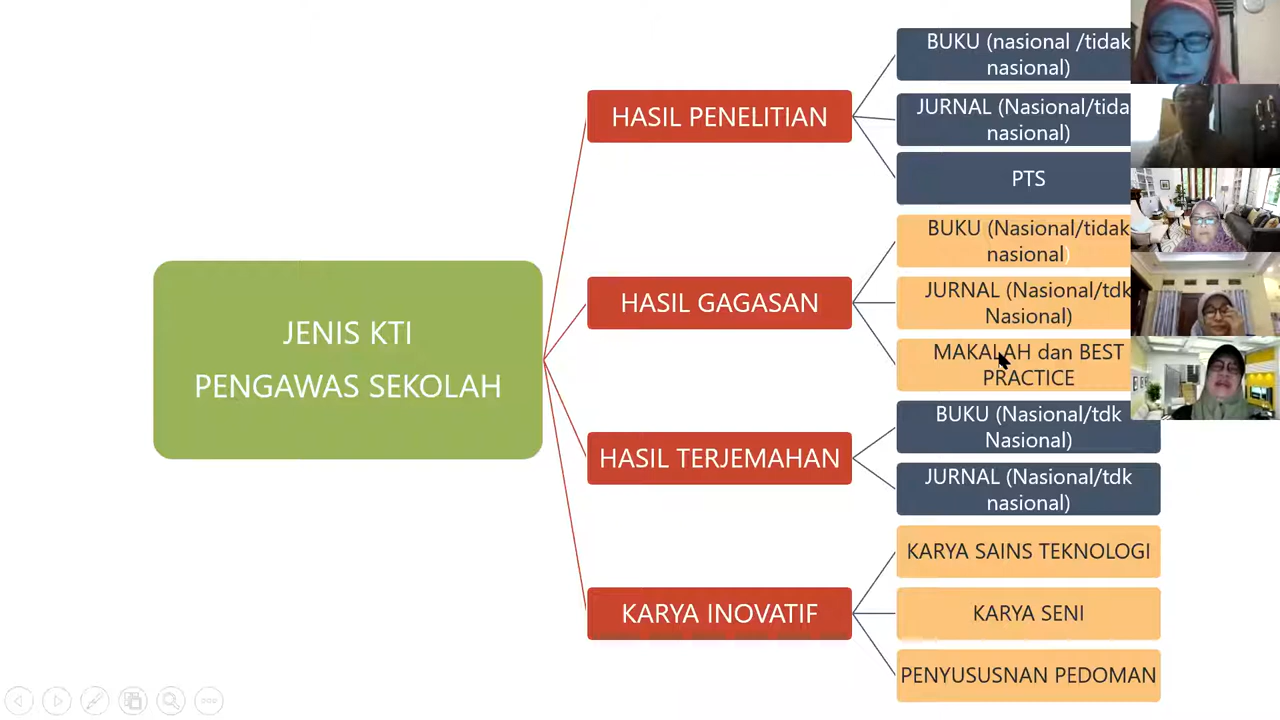 JENIS KTI
PENGAWAS SEKOLAH
HASIL PENELITIAN
BUKU (nasional /tidak
nasional)
JURNAL (Nasional/tida
nasional)
PTS
HASIL GAGASAN
BUKU (Nasional/tidak
nasional)
JURNAL (Nasional/tdk
Nasional)
MAKALAH dan BEST
PRACTICE
HASIL TERJEMAHAN
BUKU (Nasional/tdk
Nasional)
JURNAL (Nasional/tdk
nasional)
KARYA INOVATIF
KARYA SAINS TEKNOLOGI
KARYA SENI
PENYUSUSNAN PEDOMAN